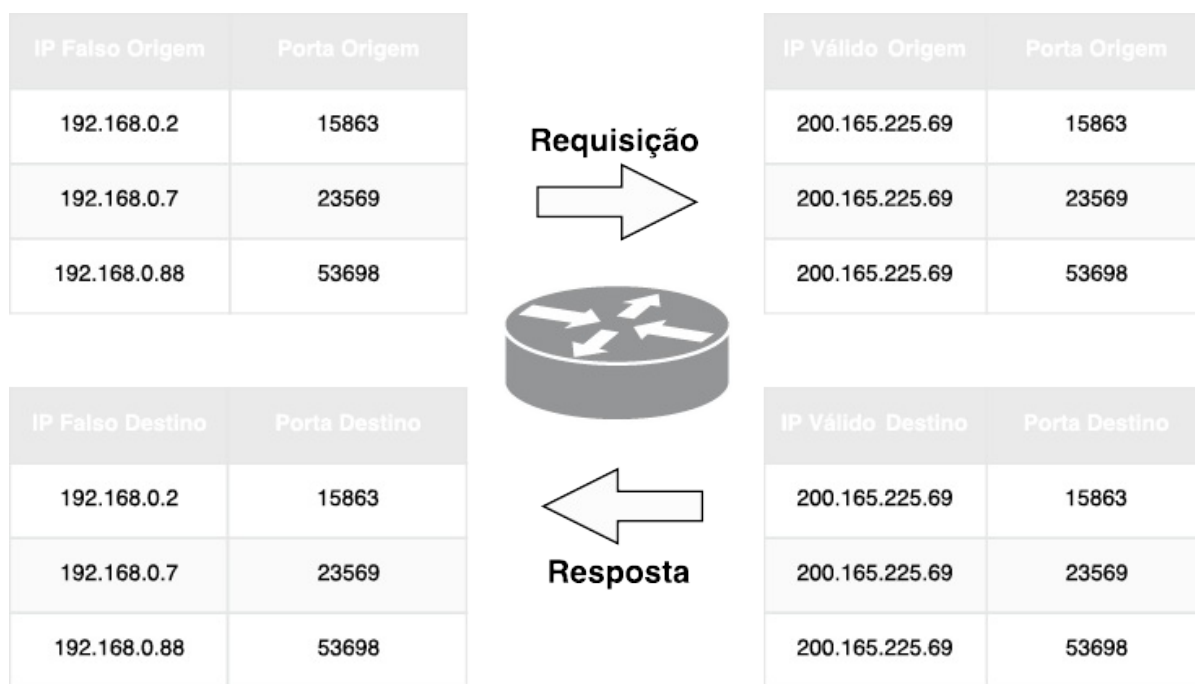 IP Falso Origem Porta Origem
192.168.0.2 15863
192.168.0.7 23569
192.168.0.88 53698
Requisição
IP Válido Origem Porta Origem
200.165.225.69 15863
200.165.225.69 23569
200.165.225.69 53698
IP Falso Destino Porta Destino
192.168.0.2 15863
192.168.0.7 23569
192.168.0.88 53698
Resposta
IP Válido Destino Porta Destino
200.165.225.69 15863
200.165.225.69 23569
200.165.225.69 53698